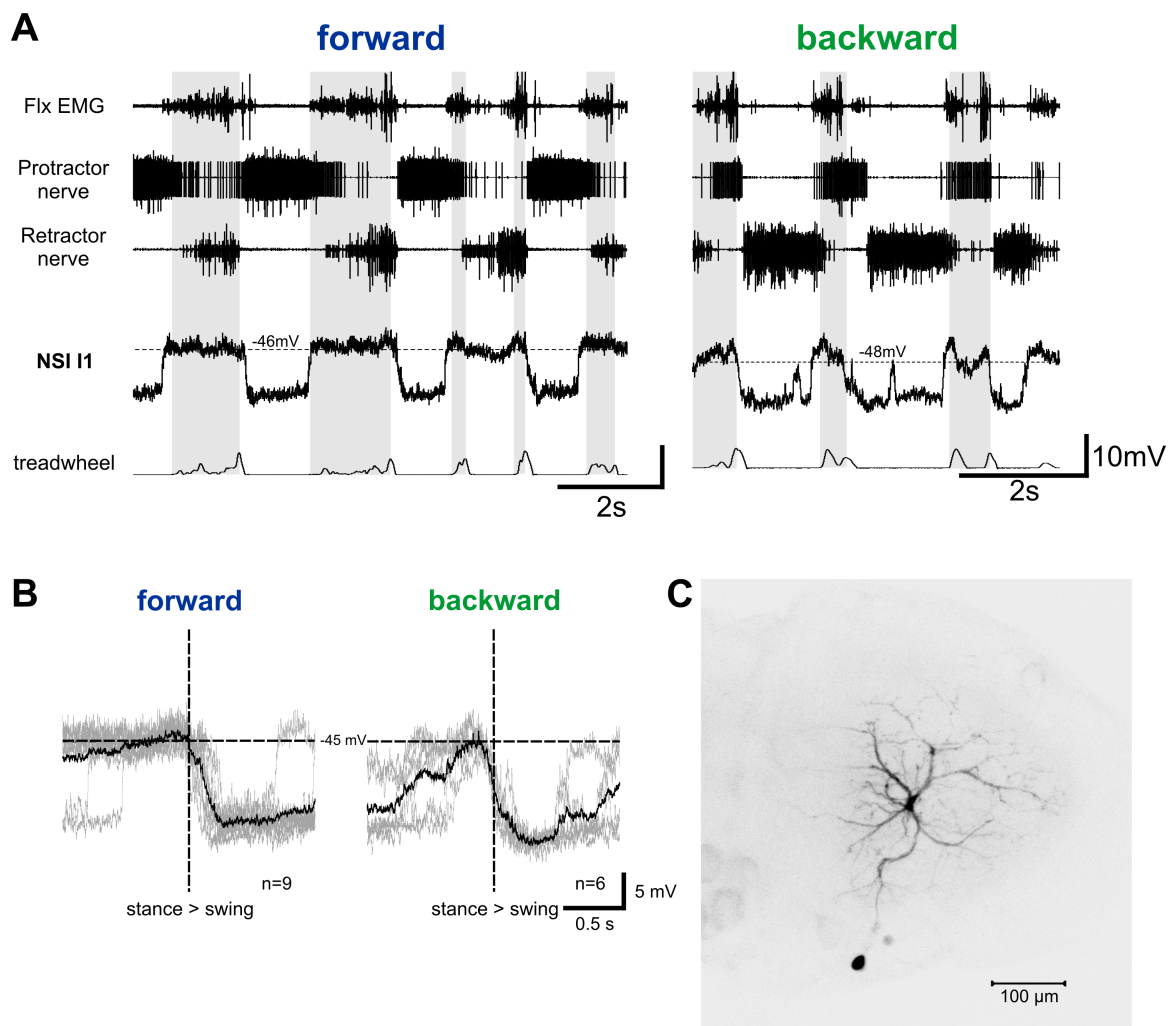 A
forward
backward
Flx EMG
Protractor
nerve
Retractor
nerve
NSI I1
-46mV
-48mV
treadwheel
10mV
2s
2s
B
forward
backward
C
-45 mV
n=9
n=6
5 mV
stance > swing
stance > swing
0.5 s
100 µm